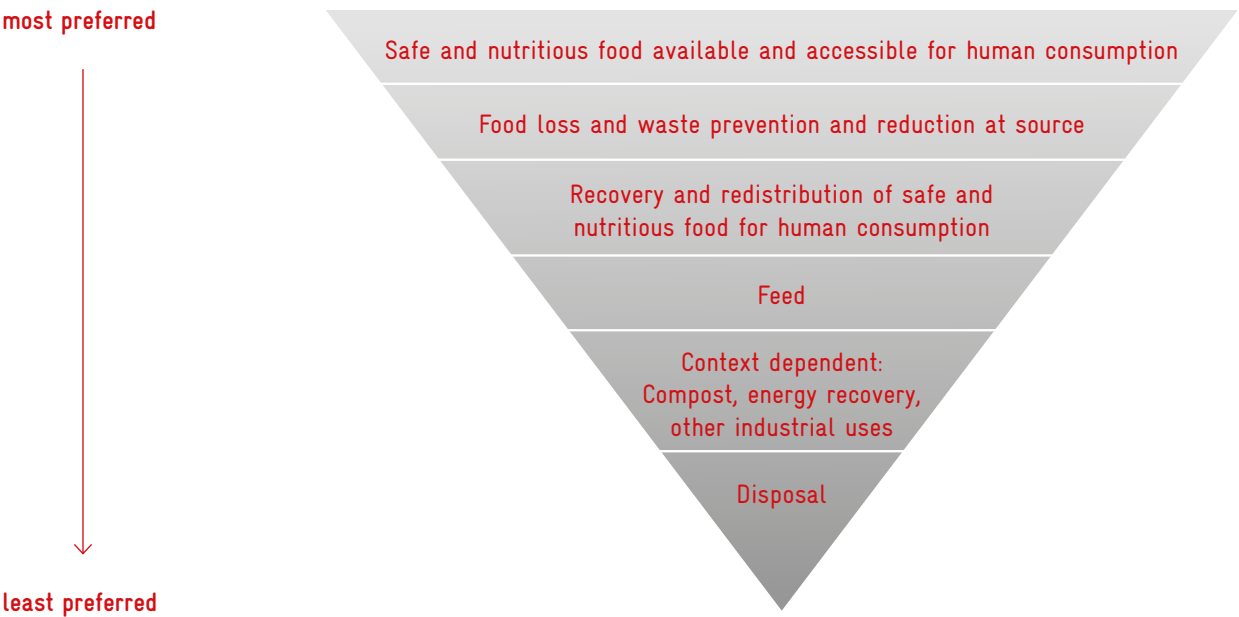 most preferred
Safe and nutritious food available and accessible for human consumption
Food loss and waste prevention and reduction at source
Recovery and redistribution of safe and
nutritious food for human consumption
Feed
Context dependent:
Compost, energy recovery,
other industrial uses
Disposal
least preferred